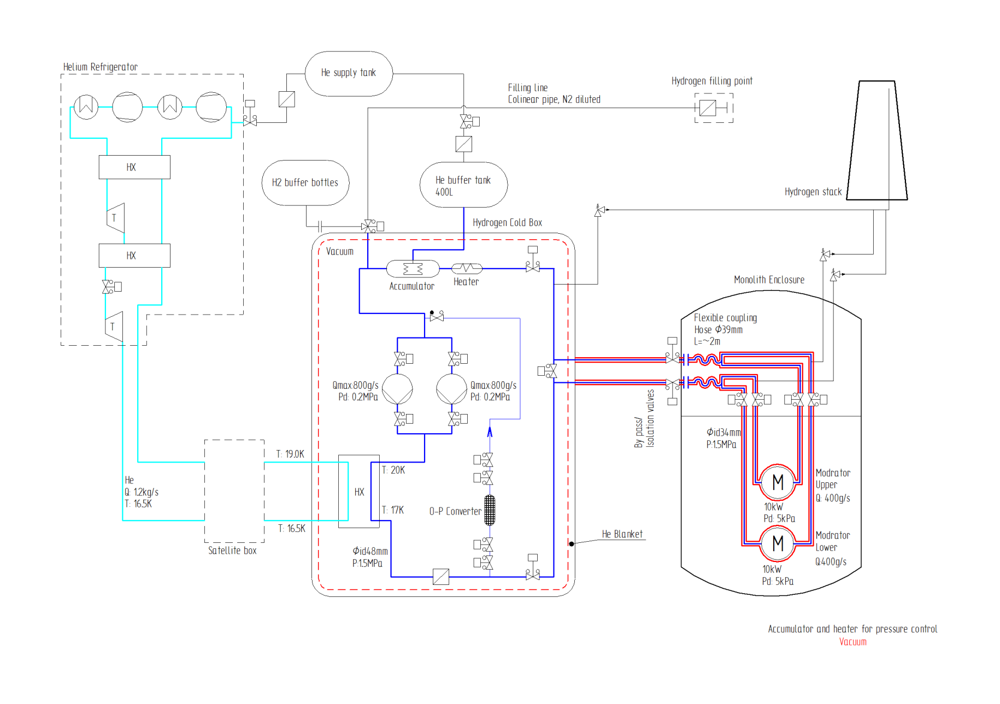 Helium Refrigerator
He supply tank
Filling line
Colinear pipe, N2 diluted
Hydrogen filling point
HX
H2 buffer bottles
He buffer tank
400L
Hydrogen stack
T
Hydrogen Cold Box
HX
Vacuum
Accumulator
Heater
Monolith Enclosure
T
Flexible coupling
Hose Φ39mm
L=~2m
Qmax:800g/s
Pd: 0.2MPa
Qmax:800g/s
Pd: 0.2MPa
By pass/
Isolation valves
Φid34mm
P:1.5MPa
T: 19.0K
T: 20K
He
Q: 1.2kg/s
T: 16.5K
HX
T: 17K
O-P Converter
M
Modrator
Upper
Q: 400g/s
10kW
Pd: 5kPa
T: 16.5K
He Blanket
Satellite box
Φid48mm
P:1.5MPa
M
Modrator
Lower
Q:400g/s
10kW
Pd: 5kPa
Accumulator and heater for pressure control
Vacuum